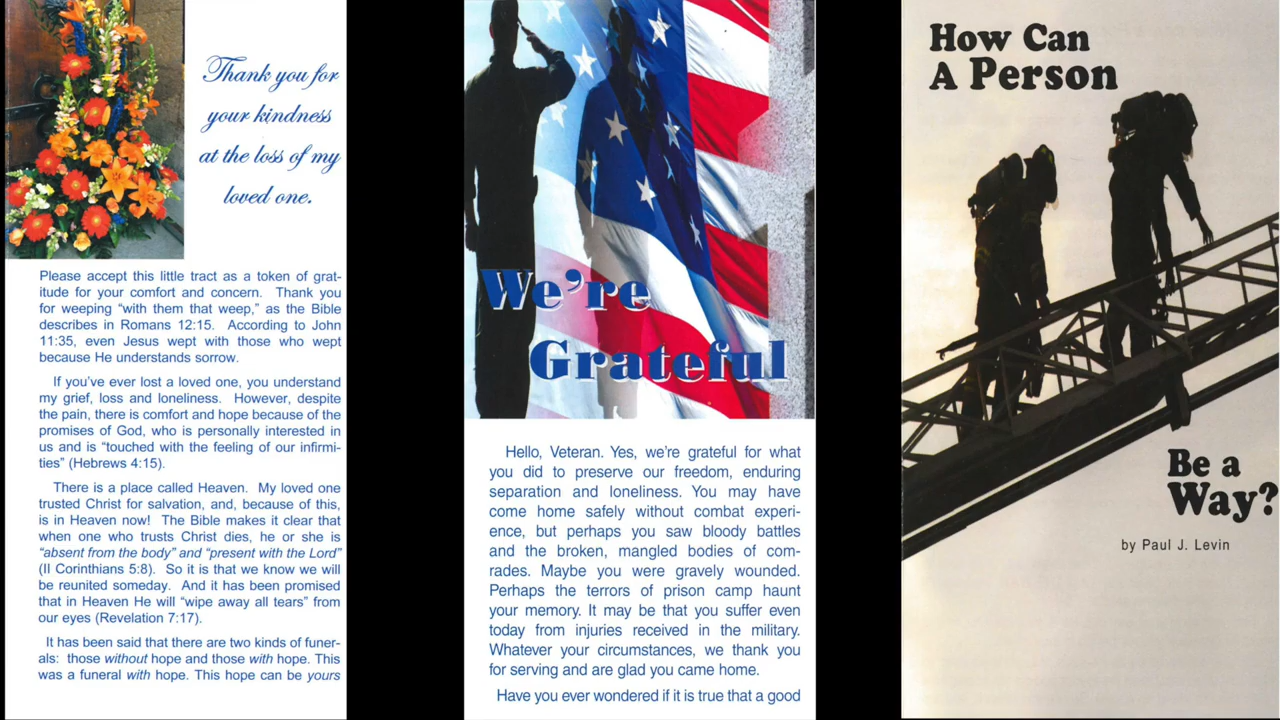 Thank you for
your kindness
at the loss of my
loved one.
Please accept this little tract as a token of grat-
itude for your comfort and concern. Thank you
for weeping “with them that weep,” as the Bible
describes in Romans 12:15. According to John
11:35, even Jesus wept with those who wept
because He understands sorrow.
If you’ve ever lost a loved one, you understand
my grief, loss and loneliness. However, despite
the pain, there is comfort and hope because of the
promises of God, who is personally interested in
us and is “touched with the feeling of our infirmi-
ties” (Hebrews 4:15).
There is a place called Heaven. My loved one
trusted Christ for salvation, and, because of this,
is in Heaven now! The Bible makes it clear that
when one who trusts Christ dies, he or she is
“absent from the body” and “present with the Lord”
(II Corinthians 5:8). So it is that we know we will
be reunited someday. And it has been promised
that in Heaven He will “wipe away all tears” from
our eyes (Revelation 7:17).
It has been said that there are two kinds of funer-
als: those without hope and those with hope. This
was a funeral with hope. This hope can be yours
We’re
Grateful
Hello, Veteran. Yes, we’re grateful for what
you did to preserve our freedom, enduring
separation and loneliness. You may have
come home safely without combat experi-
ence, but perhaps you saw bloody battles
and the broken, mangled bodies of com-
rades. Maybe you were gravely wounded.
Perhaps the terrors of prison camp haunt
your memory. It may be that you suffer even
today from injuries received in the military.
Whatever your circumstances, we thank you
for serving and are glad you came home.
Have you ever wondered if it is true that a good
How Can
A Person
Be a
Way?
by Paul J. Levin